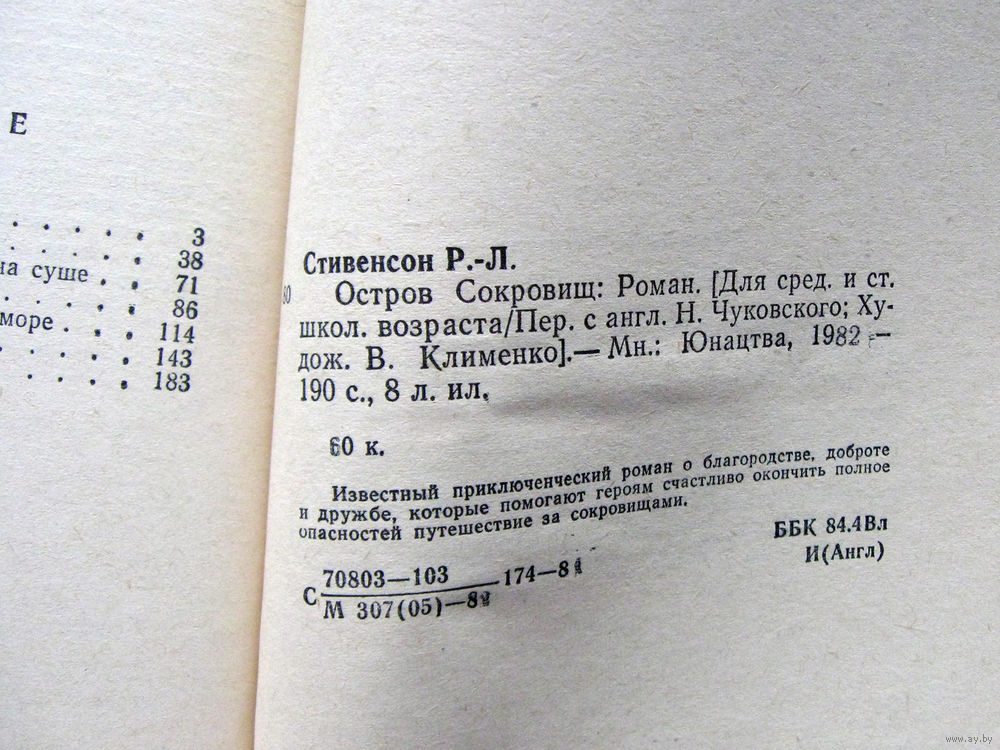 Е
. . . . . 3
. . . . . 38
на суше . . 71
. . . . . 86
море . . . 114
. . . . . 143
. . . . . 183
Стивенсон Р.-Л.
Остров Сокровищ: Роман. [Для сред. и ст.
школ. возраста/Пер. с англ. Н. Чуковского; Ху-
дож. В. Клименко].— Мн.: Юнацтва, 1982.—
190 с., 8 л. ил.
60 к.
Известный приключенческий роман о благородстве, доброте
и дружбе, которые помогают героям счастливо окончить полное
опасностей путешествие за сокровищами.
ББК 84.4Вл
И(Англ)
С 70803—103 174—81
М 307(05)—82
www.ay.by